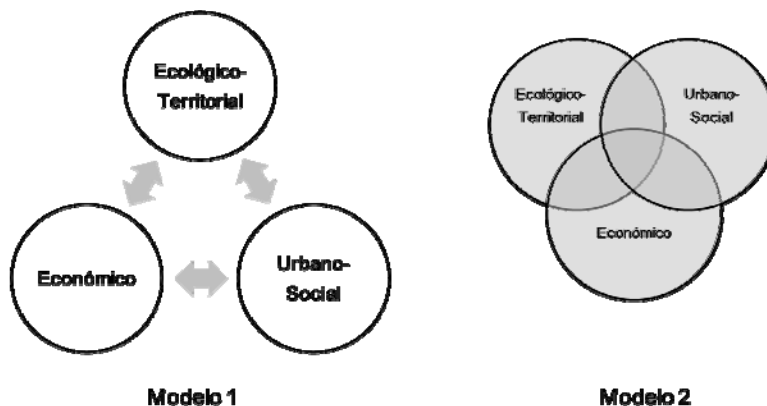 Ecológico-
Territorial
Económico
Urbano-
Social
Modelo 1
Ecológico-
Territorial
Urbano-
Social
Económico
Modelo 2